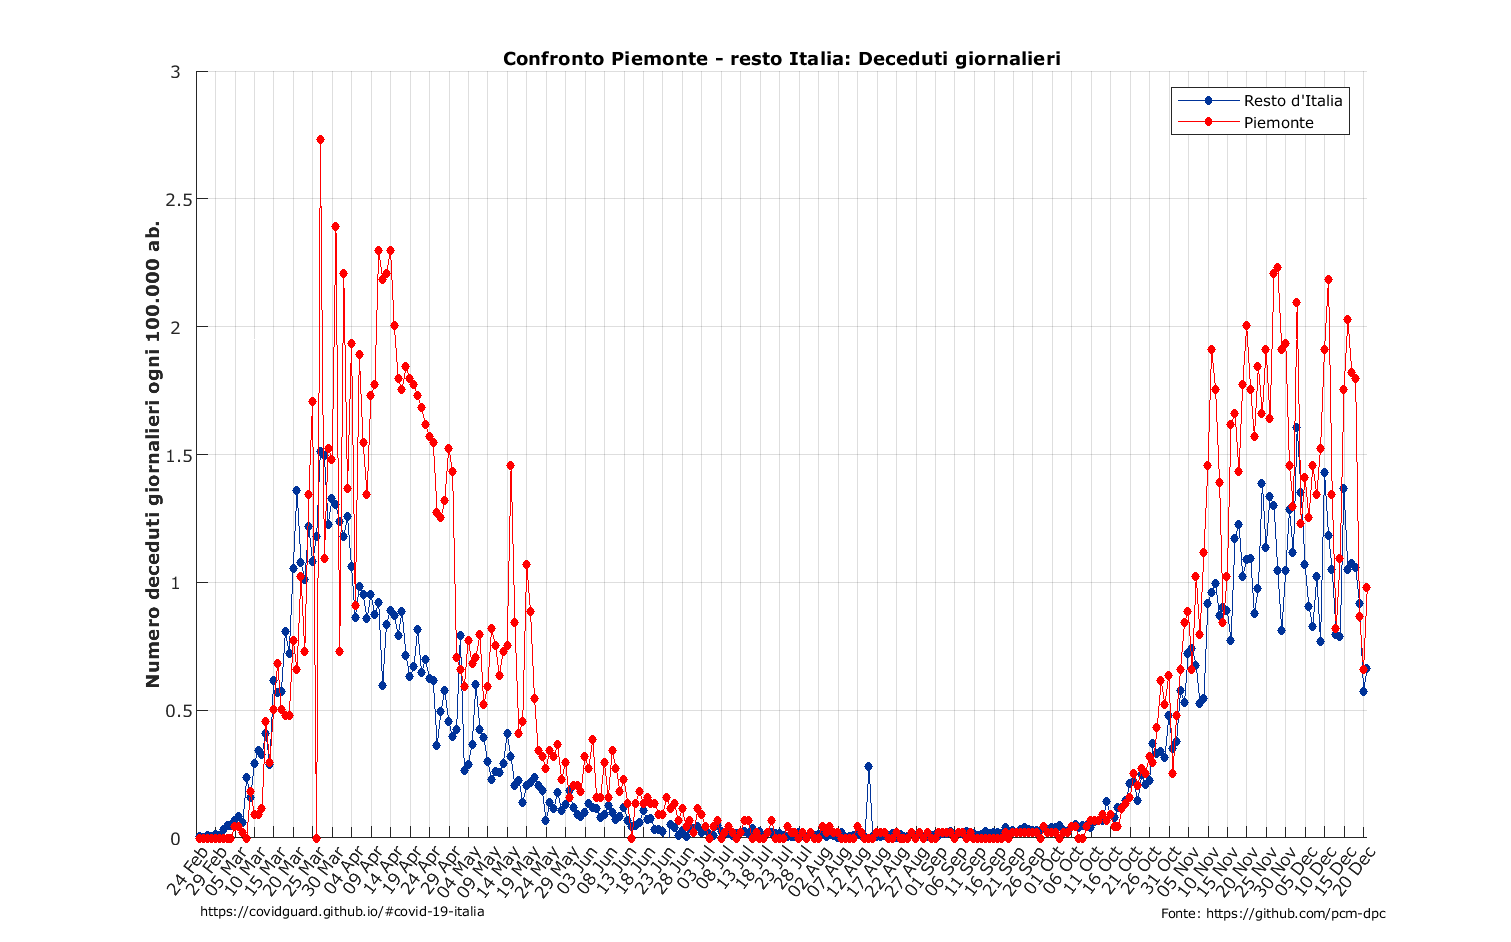 Confronto Piemonte - resto Italia: Deceduti giornalieri
Resto d'Italia
Piemonte
Numero deceduti giornalieri ogni 100.000 ab.
3
2.5
2
1.5
1
0.5
0
24 Feb
29 Feb
05 Mar
10 Mar
15 Mar
20 Mar
25 Mar
30 Mar
04 Apr
09 Apr
14 Apr
19 Apr
24 Apr
29 Apr
04 May
09 May
14 May
19 May
24 May
29 May
03 Jun
08 Jun
13 Jun
18 Jun
23 Jun
28 Jun
03 Jul
08 Jul
13 Jul
18 Jul
23 Jul
28 Jul
02 Aug
07 Aug
12 Aug
17 Aug
22 Aug
27 Aug
01 Sep
06 Sep
11 Sep
16 Sep
21 Sep
26 Sep
01 Oct
06 Oct
11 Oct
16 Oct
21 Oct
26 Oct
31 Oct
05 Nov
10 Nov
15 Nov
20 Nov
25 Nov
30 Nov
05 Dec
10 Dec
15 Dec
20 Dec
https://covidguard.github.io/#covid-19-italia
Fonte: https://github.com/pcm-dpc